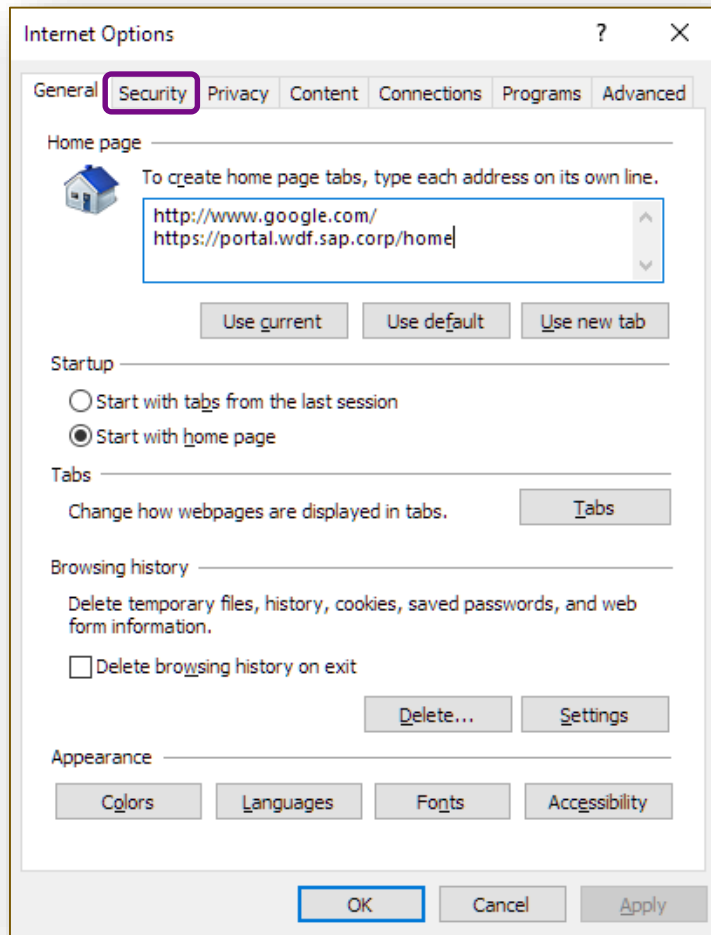 Internet Options ?
General Security Privacy Content Connections Programs Advanced
Home page
To create home page tabs, type each address on its own line.
http://www.google.com/
https://portal.wdf.sap.corp/home
Use current Use default Use new tab
Startup
Start with tabs from the last session
Start with home page
Tabs
Change how webpages are displayed in tabs. Tabs
Browsing history
Delete temporary files, history, cookies, saved passwords, and web
form information.
Delete browsing history on exit
Delete... Settings
Appearance
Colors Languages Fonts Accessibility
OK Cancel Apply